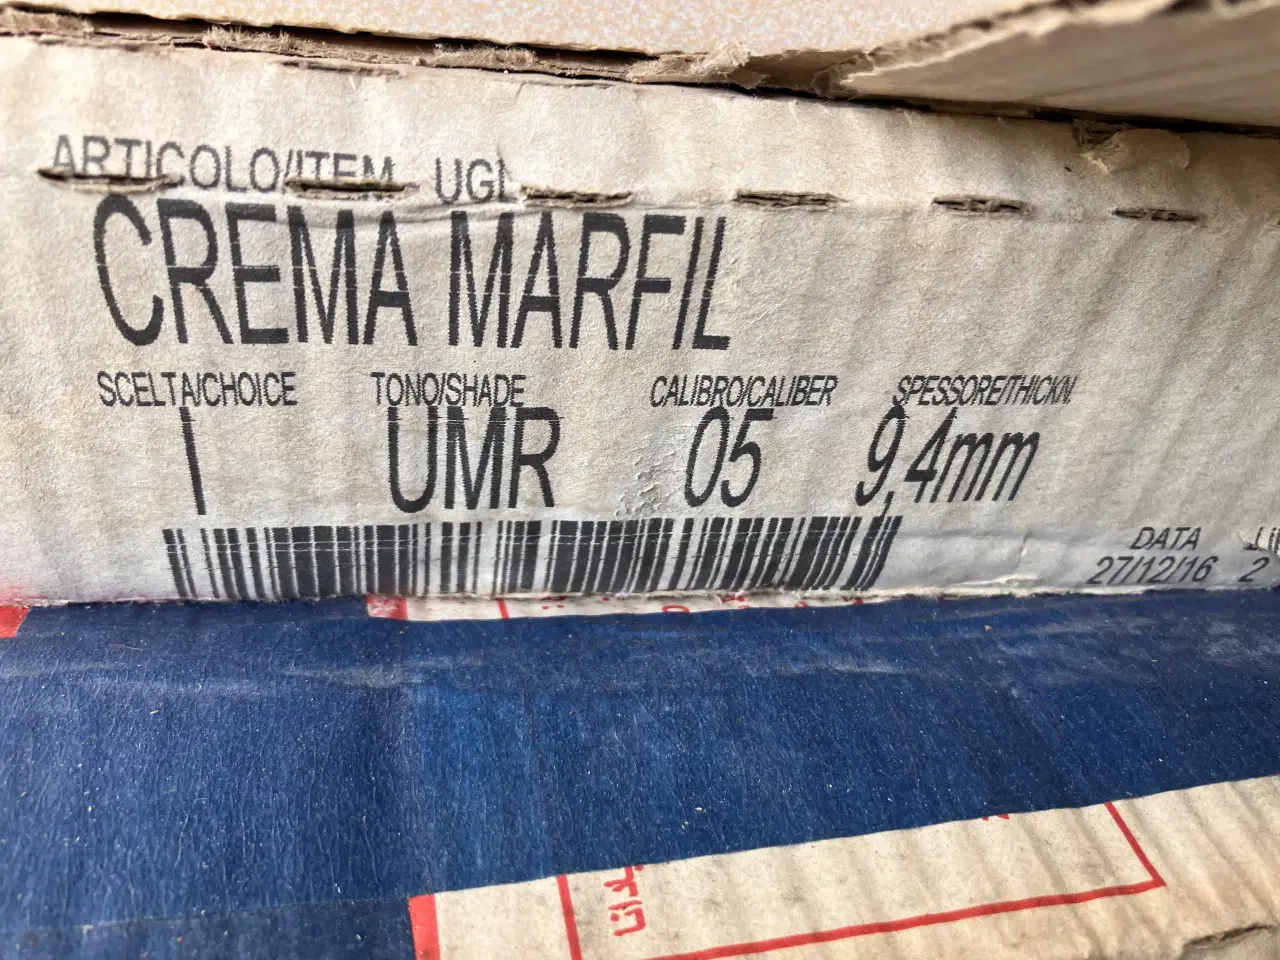 ARTICOLO/ITEM
CREMA MARFIL
SCELTA/CHOICE TONO/SHADE CALIBRO/CALIBER SPESSORE/THICKN.
I UMR 05 9,4mm
DATA
27/12/16 2